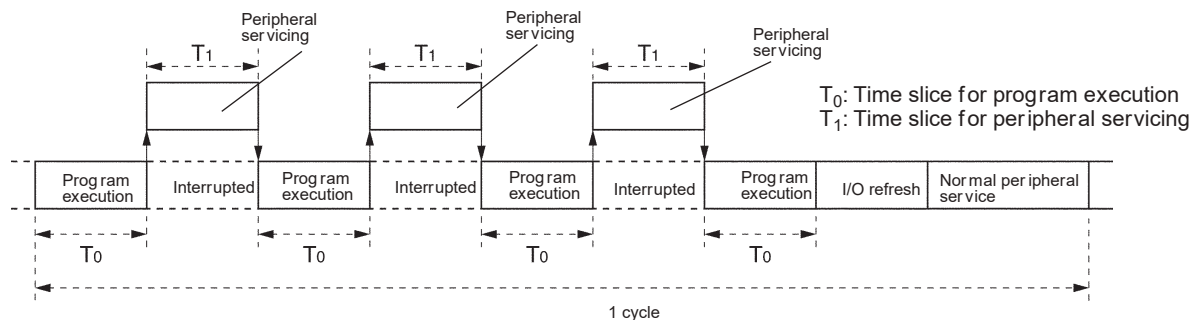 Peripheral
servicing
Peripheral
servicing
Peripheral
servicing
T1
T1
T1
T0: Time slice for program execution
T1: Time slice for peripheral servicing
Program
execution
Interrupted
Program
execution
Interrupted
Program
execution
Interrupted
Program
execution
I/O refresh
Normal peripheral
service
T0
T0
T0
T0
1 cycle